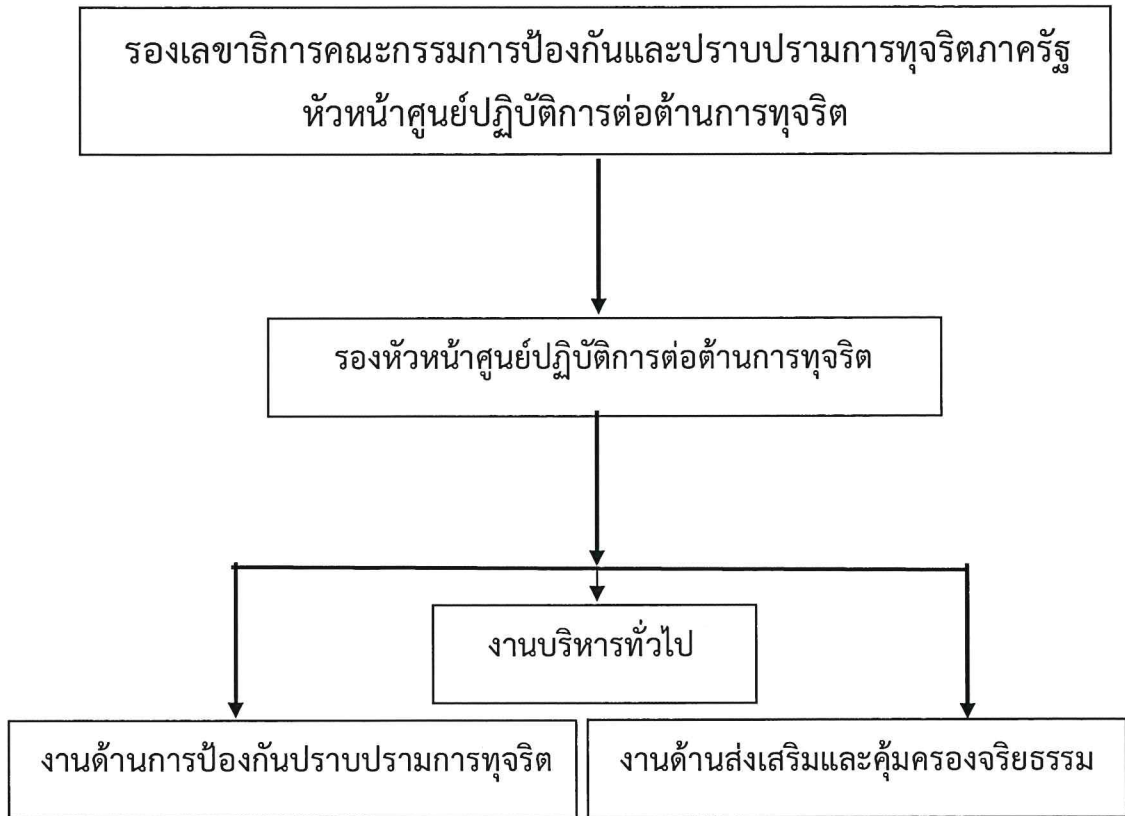 รองเลขาธิการคณะกรรมการป้องกันและปราบปรามการทุจริตภาครัฐ
หัวหน้าศูนย์ปฏิบัติการต่อต้านการทุจริต
รองหัวหน้าศูนย์ปฏิบัติการต่อต้านการทุจริต
งานบริหารทั่วไป
งานด้านการป้องกันปราบปรามการทุจริต
งานด้านส่งเสริมและคุ้มครองจริยธรรม